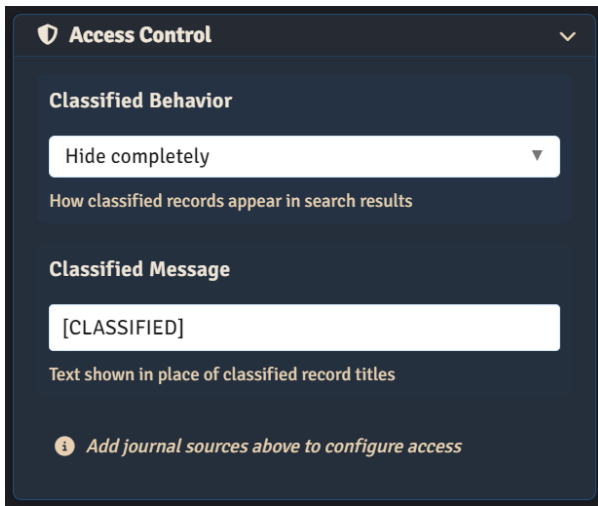 Access Control
Classified Behavior
Hide completely
How classified records appear in search results
Classified Message
[CLASSIFIED]
Text shown in place of classified record titles
Add journal sources above to configure access